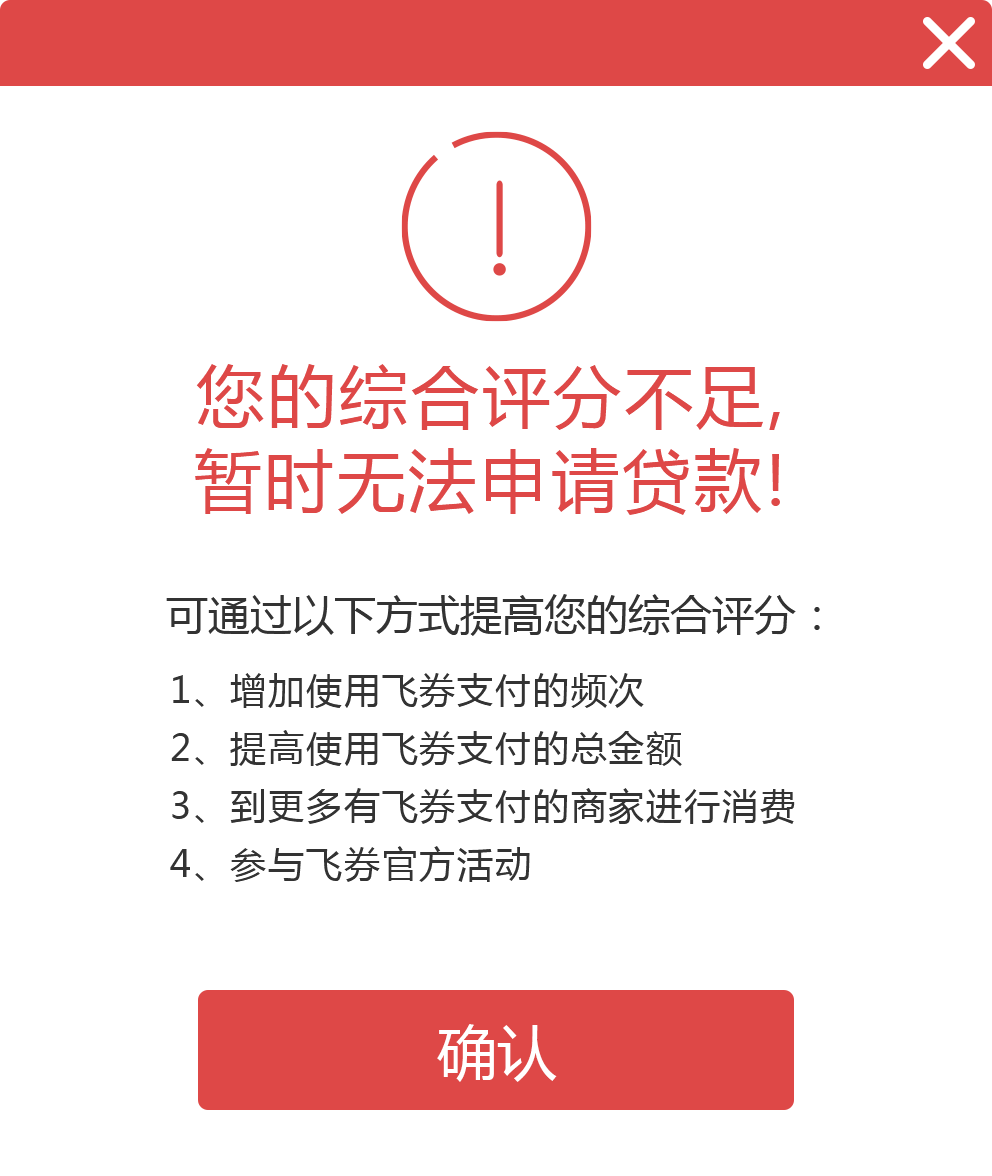 您的综合评分不足,
暂时无法申请贷款!
可通过以下方式提高您的综合评分：
1、增加使用飞券支付的频次
2、提高使用飞券支付的总金额
3、到更多有飞券支付的商家进行消费
4、参与飞券官方活动
确认